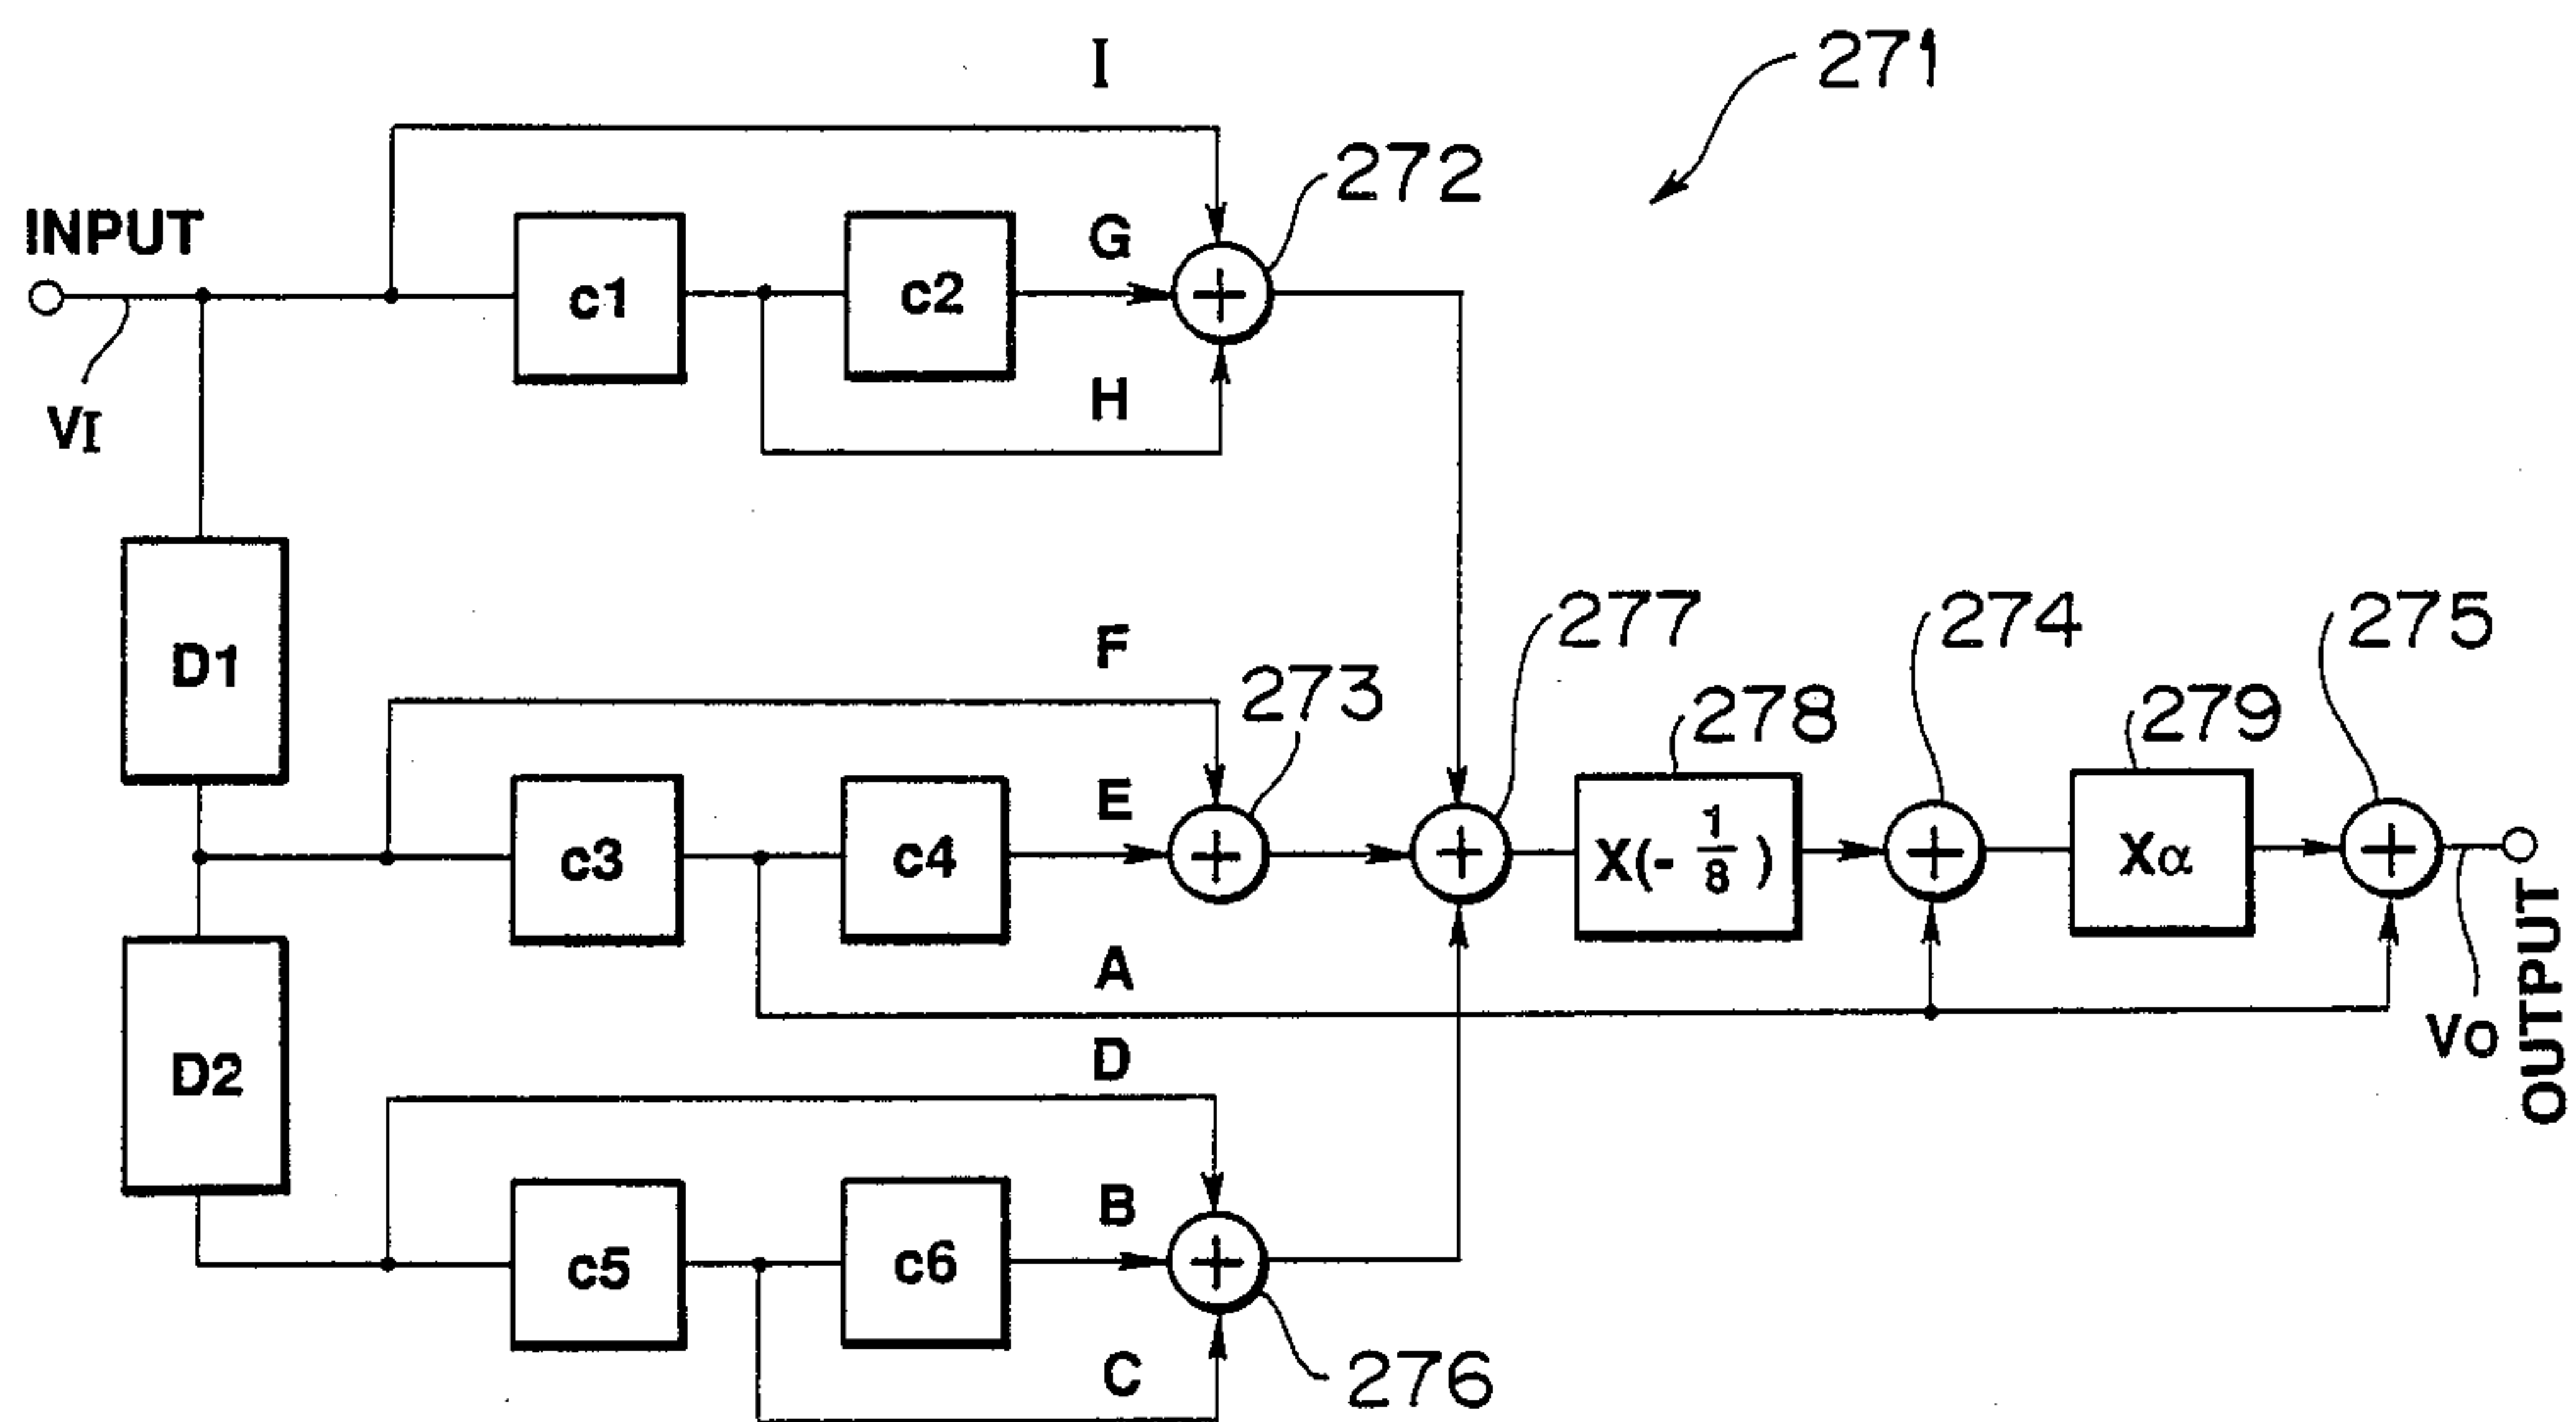 I
271
272
INPUT
c1
c2
G
VI
H
D1
F
273
277
274
275
278
279
c3
c4
E
X(- 1/8 )
Xα
A
D2
D
VO
OUTPUT
c5
c6
B
C
276